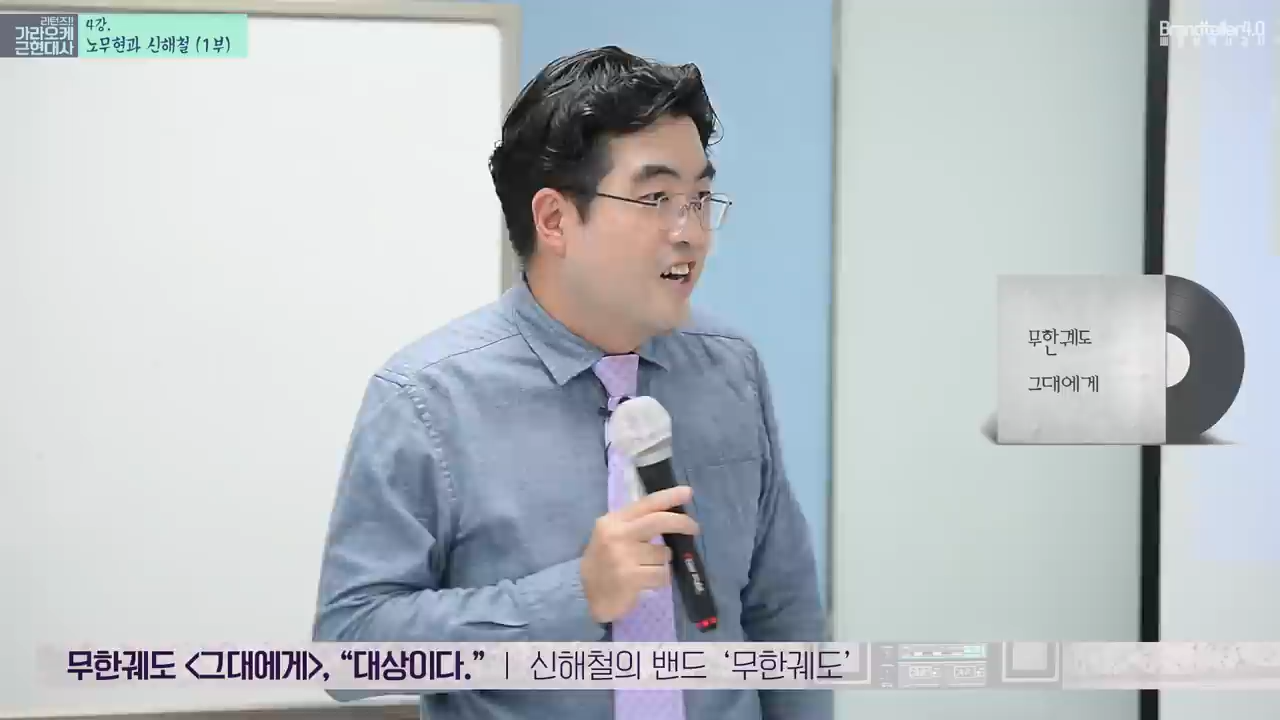 리턴즈!!
가라오케
근현대사
4강.
노무현과 신해철 (1부)
Brandteller4.0
무한궤도
그대에게
무한궤도 <그대에게>, “대상이다.” | 신해철의 밴드 ‘무한궤도’